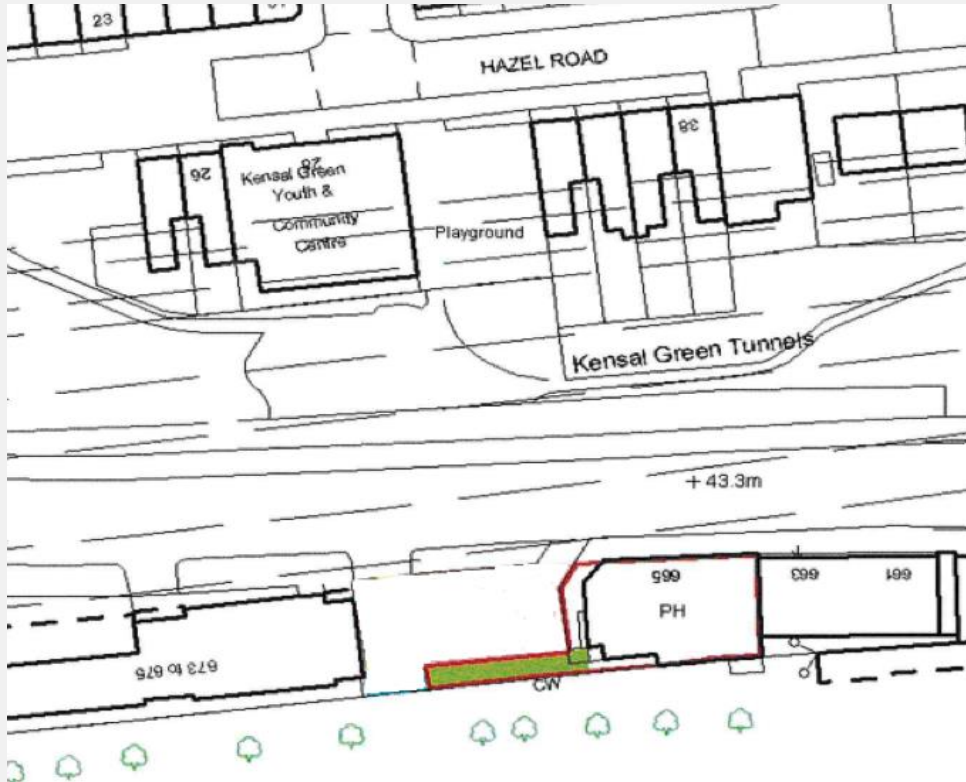 23
HAZEL ROAD
38
26
28
Kensal Green
Youth &
Community
Centre
Playground
Kensal Green Tunnels
+ 43.3m
665
663
661
PH
673 to 675
CW